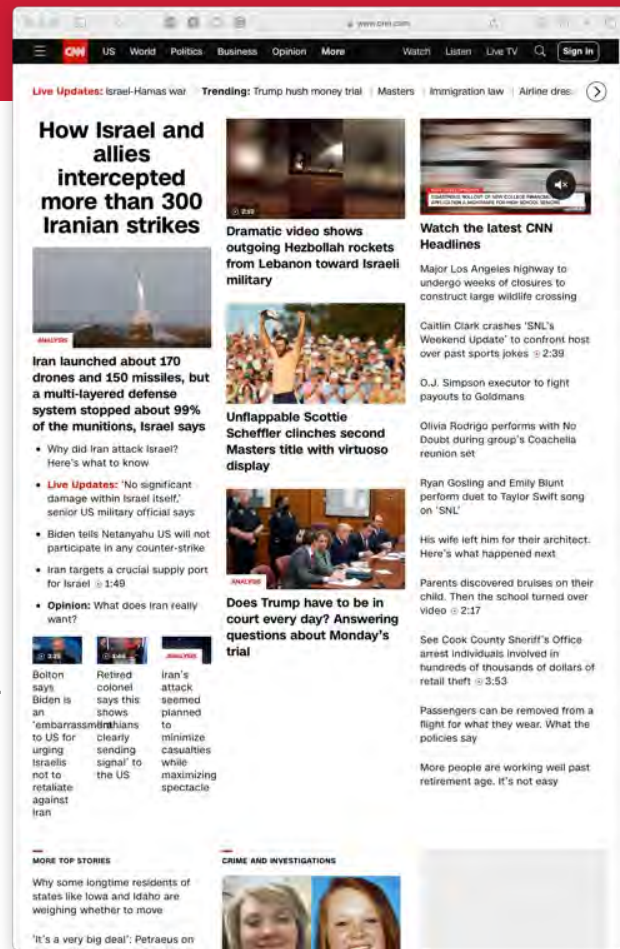 www.cnn.com
CNN
US World Politics Business Opinion More
Watch Listen Live TV
Sign in
Live Updates: Israel-Hamas war Trending: Trump hush money trial Masters Immigration law Airline dres
How Israel and
allies
intercepted
more than 300
Iranian strikes
ANALYSIS
Iran launched about 170
drones and 150 missiles, but
a multi-layered defense
system stopped about 99%
of the munitions, Israel says
• Why did Iran attack Israel?
Here's what to know
• Live Updates: 'No significant
damage within Israel itself,'
senior US military official says
• Biden tells Netanyahu US will not
participate in any counter-strike
• Iran targets a crucial supply port
for Israel 1:49
• Opinion: What does Iran really
want?
Bolton
says
Biden is
an
'embarrassment'
to US for
urging
Israelis
not to
retaliate
against
Iran
Retired
colonel
says this
shows
clearly
sending
signal' to
the US
ANALYSIS
Iran's
attack
seemed
planned
to
minimize
casualties
while
maximizing
spectacle
Dramatic video shows
outgoing Hezbollah rockets
from Lebanon toward Israeli
military
Unflappable Scottie
Scheffler clinches second
Masters title with virtuoso
display
ANALYSIS
Does Trump have to be in
court every day? Answering
questions about Monday's
trial
Watch the latest CNN
Headlines
Major Los Angeles highway to
undergo weeks of closures to
construct large wildlife crossing
Caitlin Clark crashes 'SNL's
Weekend Update' to confront host
over past sports jokes 2:39
O.J. Simpson executor to fight
payouts to Goldmans
Olivia Rodrigo performs with No
Doubt during group's Coachella
reunion set
Ryan Gosling and Emily Blunt
perform duet to Taylor Swift song
on 'SNL'
His wife left him for their architect.
Here's what happened next
Parents discovered bruises on their
child. Then the school turned over
video 2:17
See Cook County Sheriff's Office
arrest individuals involved in
hundreds of thousands of dollars of
retail theft 3:53
Passengers can be removed from a
flight for what they wear. What the
policies say
More people are working well past
retirement age. It's not easy
MORE TOP STORIES
Why some longtime residents of
states like Iowa and Idaho are
weighing whether to move
'It's a very big deal': Petraeus on
CRIME AND INVESTIGATIONS